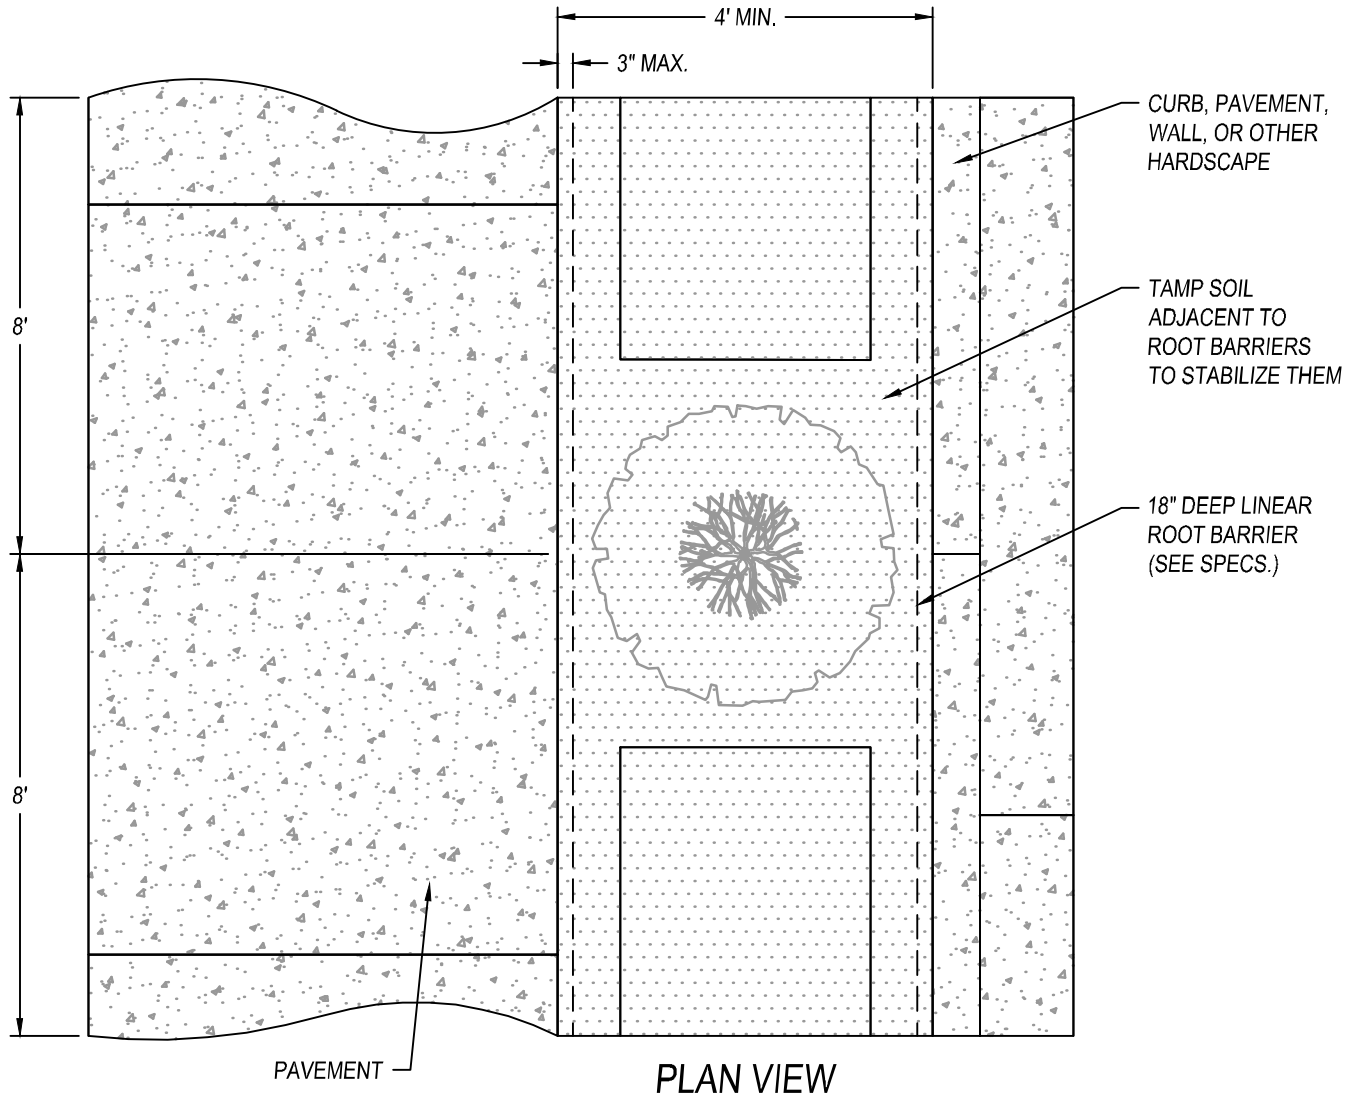 4' MIN.
3" MAX.
CURB, PAVEMENT,
WALL, OR OTHER
HARDSCAPE
TAMP SOIL
ADJACENT TO
ROOT BARRIERS
TO STABILIZE THEM
8'
18" DEEP LINEAR
ROOT BARRIER
(SEE SPECS.)
8'
PAVEMENT
PLAN VIEW